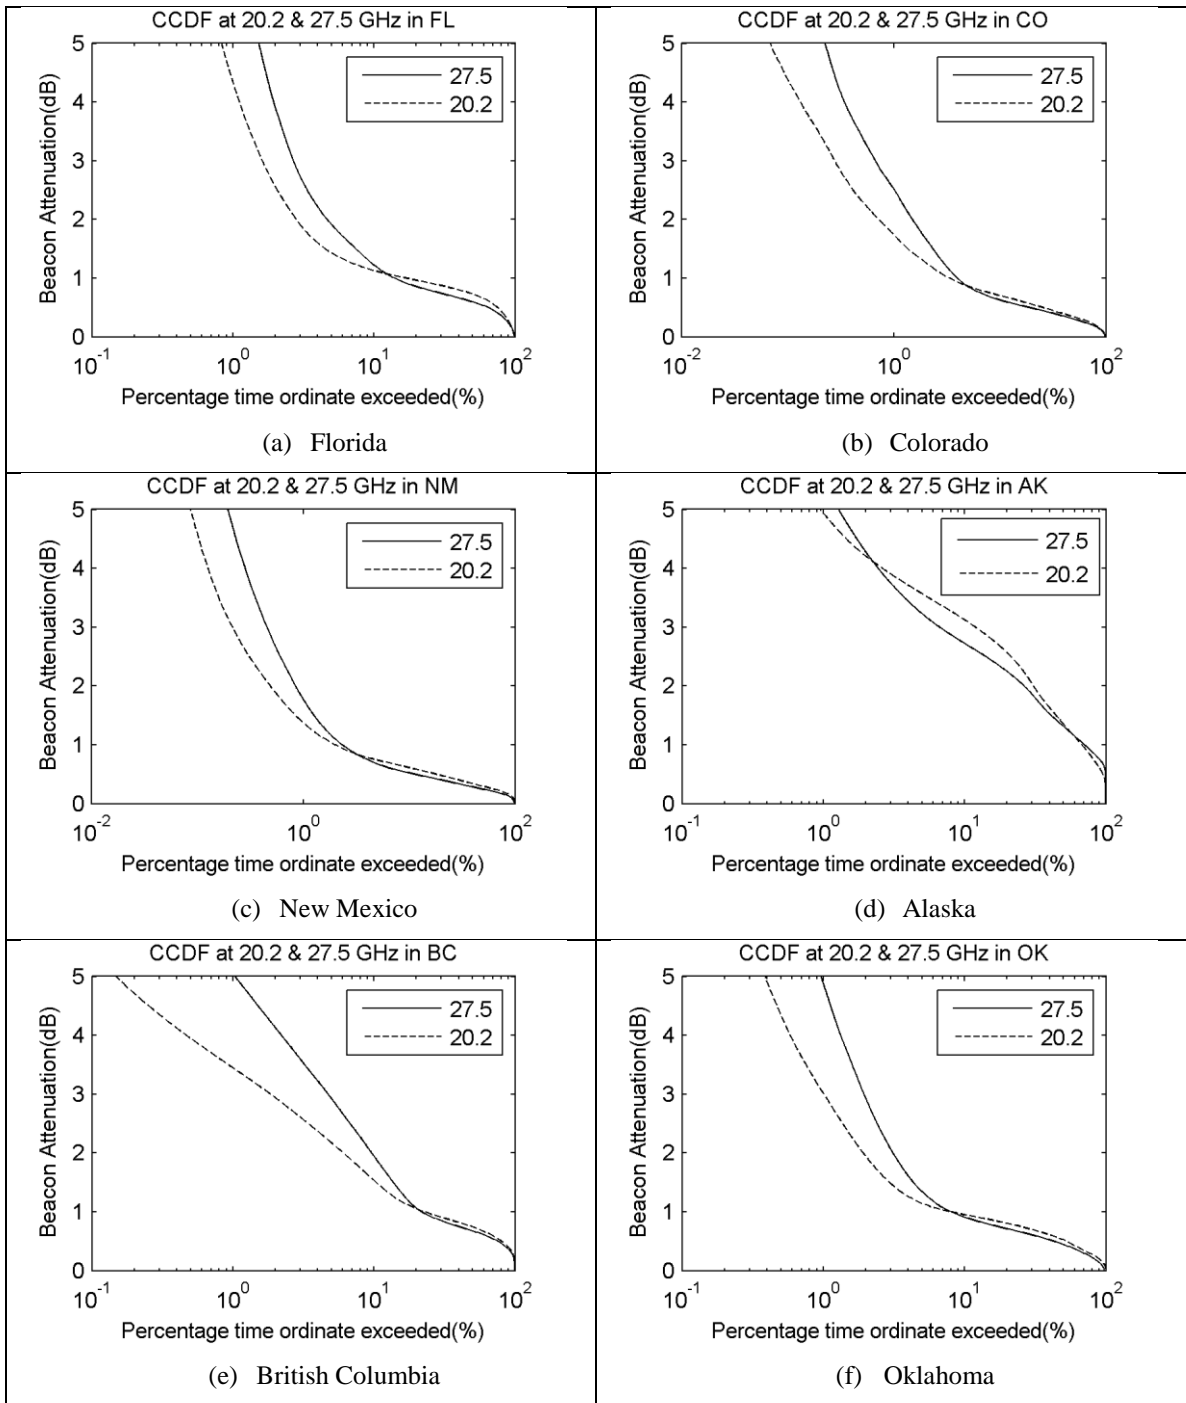 CCDF at 20.2 & 27.5 GHz in FL
5
4
3
2
1
0
Beacon Attenuation(dB)
27.5
20.2
10^-1 10^0 10^1 10^2
Percentage time ordinate exceeded(%)
(a) Florida
CCDF at 20.2 & 27.5 GHz in CO
5
4
3
2
1
0
Beacon Attenuation(dB)
27.5
20.2
10^-2 10^0 10^2
Percentage time ordinate exceeded(%)
(b) Colorado
CCDF at 20.2 & 27.5 GHz in NM
5
4
3
2
1
0
Beacon Attenuation(dB)
27.5
20.2
10^-2 10^0 10^2
Percentage time ordinate exceeded(%)
(c) New Mexico
CCDF at 20.2 & 27.5 GHz in AK
5
4
3
2
1
0
Beacon Attenuation(dB)
27.5
20.2
10^-1 10^0 10^1 10^2
Percentage time ordinate exceeded(%)
(d) Alaska
CCDF at 20.2 & 27.5 GHz in BC
5
4
3
2
1
0
Beacon Attenuation(dB)
27.5
20.2
10^-1 10^0 10^1 10^2
Percentage time ordinate exceeded(%)
(e) British Columbia
CCDF at 20.2 & 27.5 GHz in OK
5
4
3
2
1
0
Beacon Attenuation(dB)
27.5
20.2
10^-1 10^0 10^1 10^2
Percentage time ordinate exceeded(%)
(f) Oklahoma